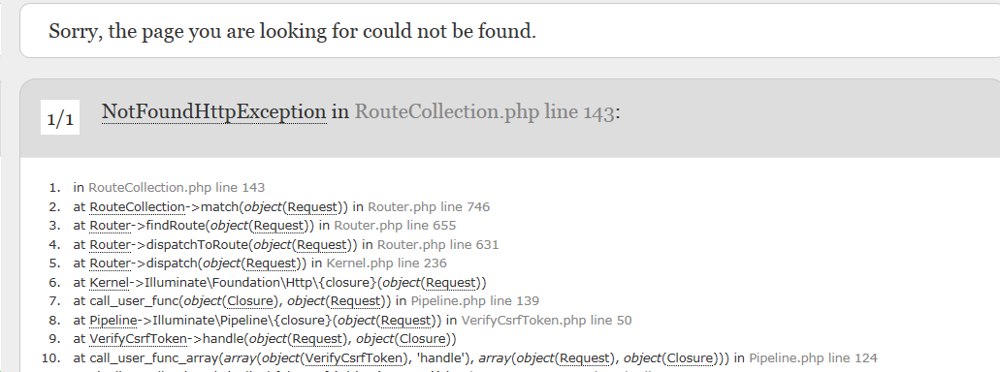 Sorry, the page you are looking for could not be found.
1/1
NotFoundHttpException in RouteCollection.php line 143:
1. in RouteCollection.php line 143
2. at RouteCollection->match(object(Request)) in Router.php line 746
3. at Router->findRoute(object(Request)) in Router.php line 655
4. at Router->dispatchToRoute(object(Request)) in Router.php line 631
5. at Router->dispatch(object(Request)) in Kernel.php line 236
6. at Kernel->Illuminate\Foundation\Http\{closure}(object(Request))
7. at call_user_func(object(Closure), object(Request)) in Pipeline.php line 139
8. at Pipeline->Illuminate\Pipeline\{closure}(object(Request)) in VerifyCsrfToken.php line 50
9. at VerifyCsrfToken->handle(object(Request), object(Closure))
10. at call_user_func_array(array(object(VerifyCsrfToken), 'handle'), array(object(Request), object(Closure))) in Pipeline.php line 124